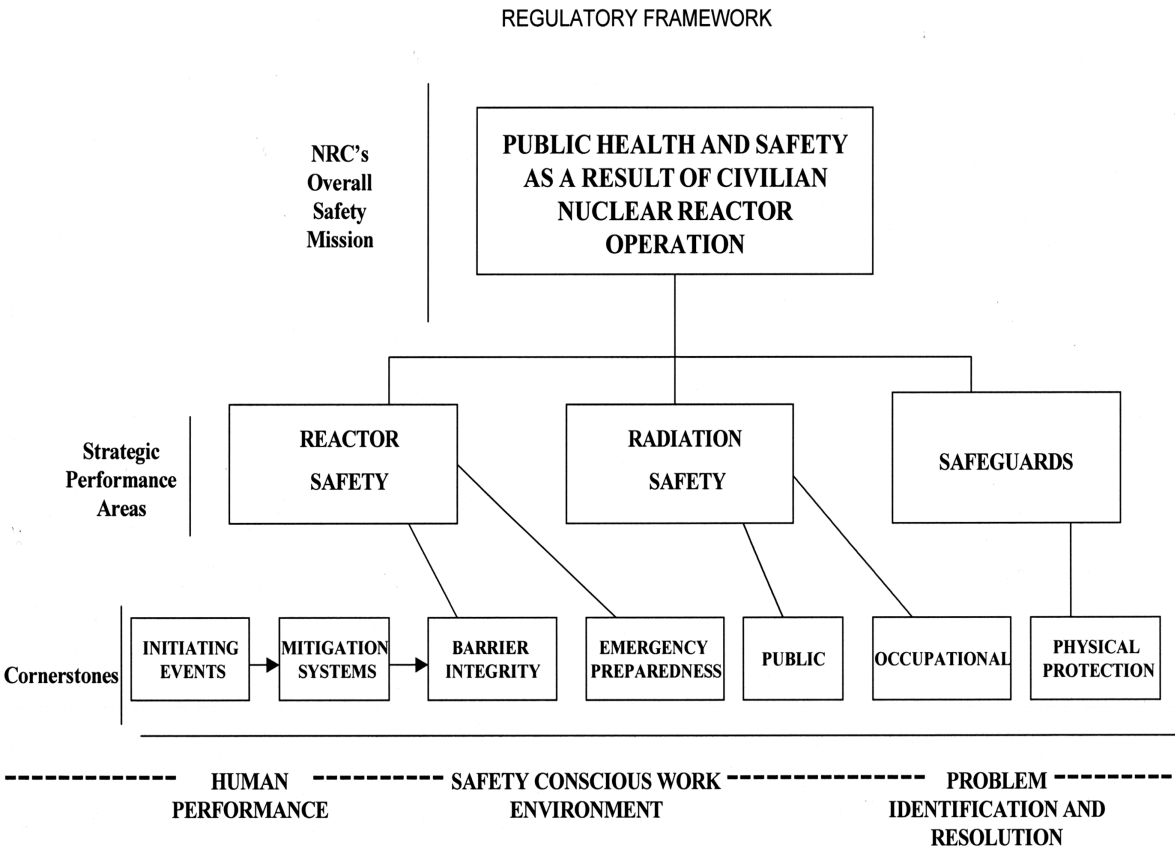 REGULATORY FRAMEWORK
NRC's
Overall
Safety
Mission
PUBLIC HEALTH AND SAFETY
AS A RESULT OF CIVILIAN
NUCLEAR REACTOR
OPERATION
Strategic
Performance
Areas
REACTOR
SAFETY
RADIATION
SAFETY
SAFEGUARDS
Cornerstones
INITIATING
EVENTS
MITIGATION
SYSTEMS
BARRIER
INTEGRITY
EMERGENCY
PREPAREDNESS
PUBLIC
OCCUPATIONAL
PHYSICAL
PROTECTION
HUMAN
PERFORMANCE
SAFETY CONSCIOUS WORK
ENVIRONMENT
PROBLEM
IDENTIFICATION AND
RESOLUTION